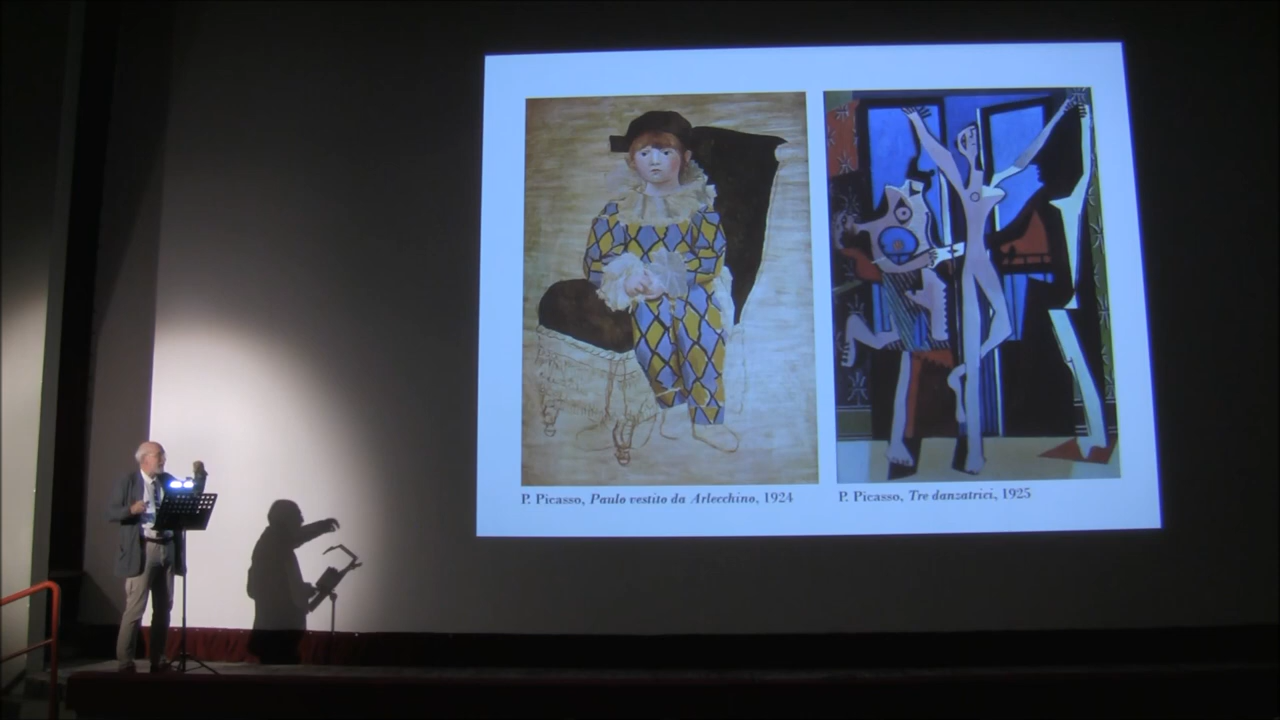 P. Picasso, Paulo vestito da Arlecchino, 1924
P. Picasso, Tre danzatrici, 1925